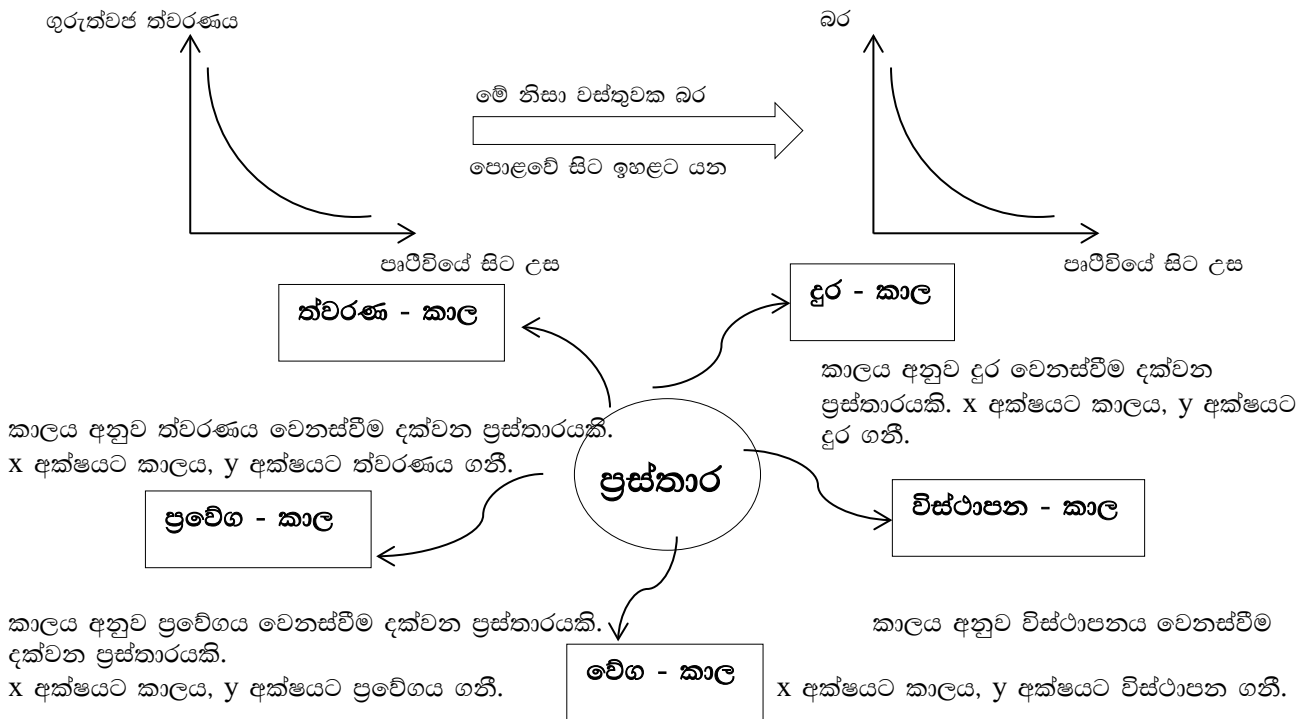 ගුරුත්වජ ත්වරණය
බර
මේ නිසා වස්තුවක බර
පොළවේ සිට ඉහළට යන
පෘථිවියේ සිට උස
පෘථිවියේ සිට උස
ත්වරණ - කාල
දුර - කාල
කාලය අනුව දුර වෙනස්වීම දක්වන
ප්‍රස්තාරයකි. x අක්ෂයට කාලය, y අක්ෂයට
දුර ගනී.
කාලය අනුව ත්වරණය වෙනස්වීම දක්වන ප්‍රස්තාරයකි.
x අක්ෂයට කාලය, y අක්ෂයට ත්වරණය ගනී.
ප්‍රස්තාර
ප්‍රවේග - කාල
විස්ථාපන - කාල
කාලය අනුව ප්‍රවේගය වෙනස්වීම දක්වන ප්‍රස්තාරයකි.
කාලය අනුව විස්ථාපනය වෙනස්වීම
දක්වන ප්‍රස්තාරයකි.
වේග - කාල
x අක්ෂයට කාලය, y අක්ෂයට ප්‍රවේගය ගනී.
x අක්ෂයට කාලය, y අක්ෂයට විස්ථාපන ගනී.